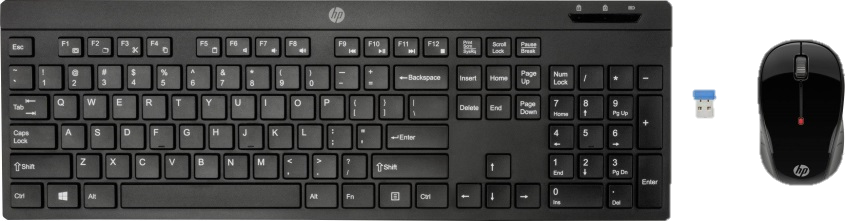 hp
Esc F1 F2 F3 F4 F5 F6 F7 F8 F9 F10 F11 F12 Scroll Lock Pause Break
~ ` ! 1 @ 2 # 3 $ 4 % 5 ^ 6 & 7 * 8 ( 9 ) 0 _ - + = ←Backspace Insert Home Page Up Num Lock / * -
Tab Q W E R T Y U I O P { [ } ] | \ Delete End Page Down 7 Home 8 ↑ 9 Pg Up +
Caps Lock A S D F G H J K L : ; " ' ↵Enter 4 ← 5 6 →
⇧Shift Z X C V B N M < , > . ? / ⇧Shift ↑ 1 End 2 ↓ 3 Pg Dn Enter
Ctrl Alt Alt Fn Ctrl ← ↓ → 0 Ins . Del
hp